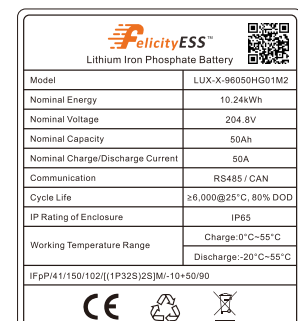 FelicityESS™
Lithium Iron Phosphate Battery
Model LUX-X-96050HG01M2
Nominal Energy 10.24kWh
Nominal Voltage 204.8V
Nominal Capacity 50Ah
Nominal Charge/Discharge Current 50A
Communication RS485 / CAN
Cycle Life ≥6,000@25°C, 80% DOD
IP Rating of Enclosure IP65
Working Temperature Range Charge:0°C~55°C
Discharge:-20°C~55°C
IFpP/41/150/102/[(1P32S)2S]M/-10+50/90
CE